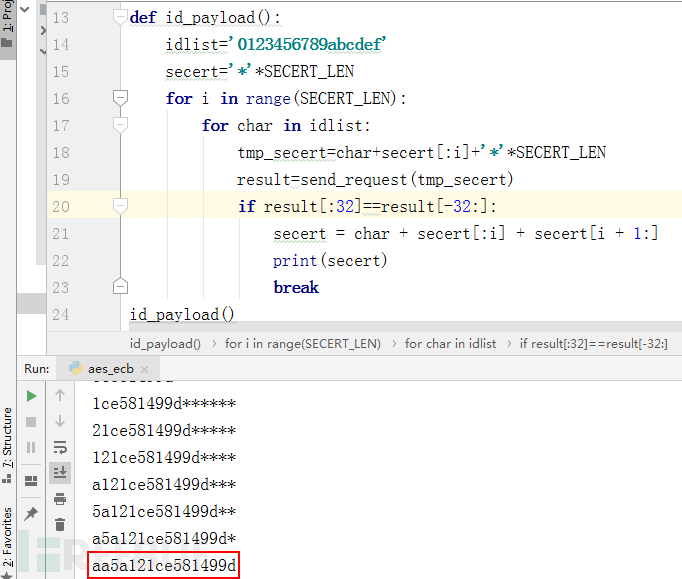 1: Proj
13 def id_payload():
14 idlist='0123456789abcdef'
15 secert='*'*SECERT_LEN
16 for i in range(SECERT_LEN):
17 for char in idlist:
18 tmp_secert=char+secert[:i]+'*'*SECERT_LEN
19 result=send_request(tmp_secert)
20 if result[:32]==result[-32:]:
21 secert = char + secert[:i] + secert[i + 1:]
22 print(secert)
23 break
24 id_payload()
id_payload() › for i in range(SECERT_LEN) › for char in idlist › if result[:32]==result[-32:]
Run: aes_ecb ×
1ce581499d******
21ce581499d*****
121ce581499d****
a121ce581499d***
5a121ce581499d**
a5a121ce581499d*
aa5a121ce581499d
7: Structure
2: Favorites